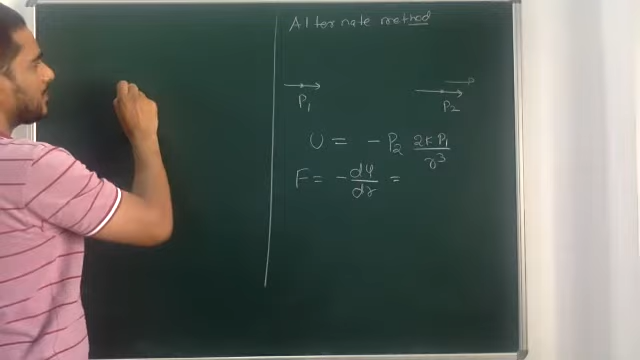 Alternate method
P₁ P₂
U = - P₂ 2KP₁/r³
F = - dU/dr =